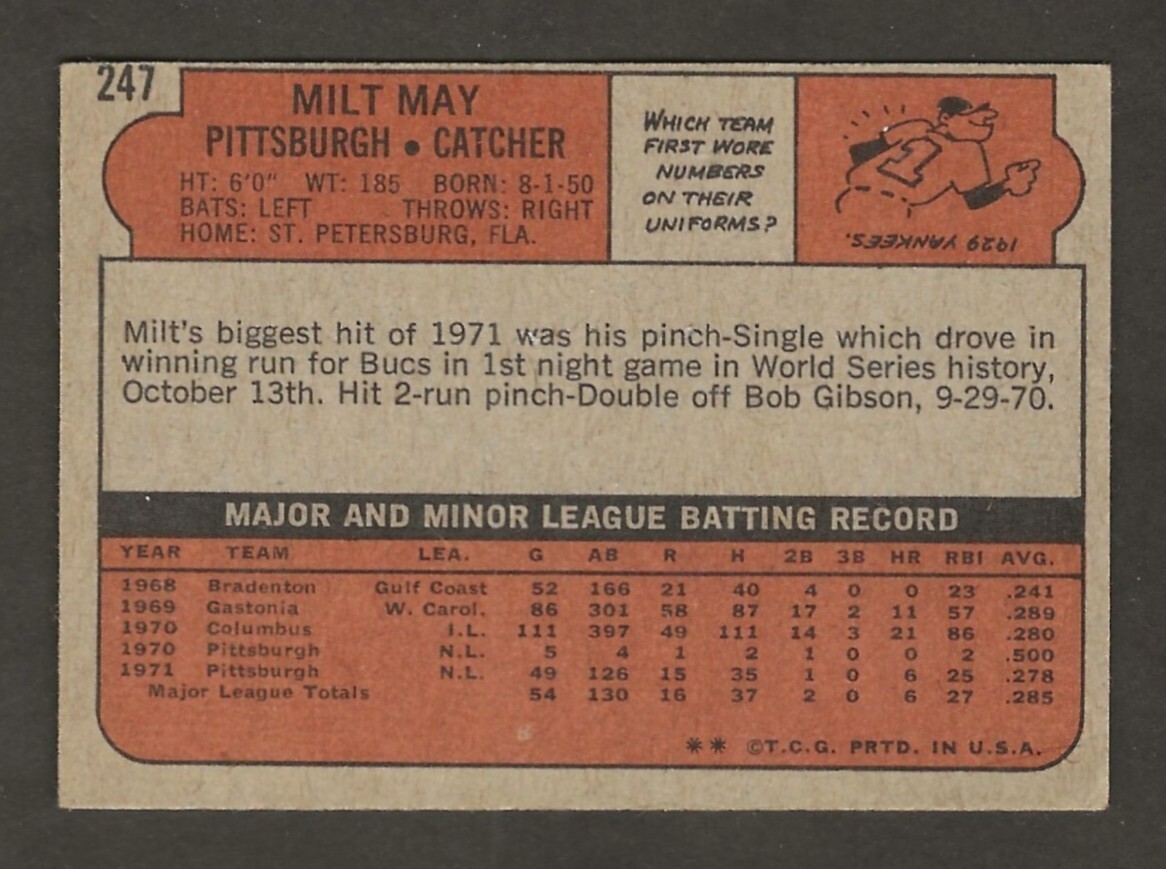 247
MILT MAY
PITTSBURGH • CATCHER
HT: 6'0" WT: 185 BORN: 8-1-50
BATS: LEFT THROWS: RIGHT
HOME: ST. PETERSBURG, FLA.
WHICH TEAM
FIRST WORE
NUMBERS
ON THEIR
UNIFORMS?
1
1929 YANKEES.
Milt's biggest hit of 1971 was his pinch-Single which drove in
winning run for Bucs in 1st night game in World Series history,
October 13th. Hit 2-run pinch-Double off Bob Gibson, 9-29-70.
MAJOR AND MINOR LEAGUE BATTING RECORD
YEAR TEAM LEA. G AB R H 2B 3B HR RBI AVG.
1968 Bradenton Gulf Coast 52 166 21 40 4 0 0 23 .241
1969 Gastonia W. Carol. 86 301 58 87 17 2 11 57 .289
1970 Columbus I.L. 111 397 49 111 14 3 21 86 .280
1970 Pittsburgh N.L. 5 4 1 2 1 0 0 2 .500
1971 Pittsburgh N.L. 49 126 15 35 1 0 6 25 .278
Major League Totals 54 130 16 37 2 0 6 27 .285
** ©T.C.G. PRTD. IN U.S.A.